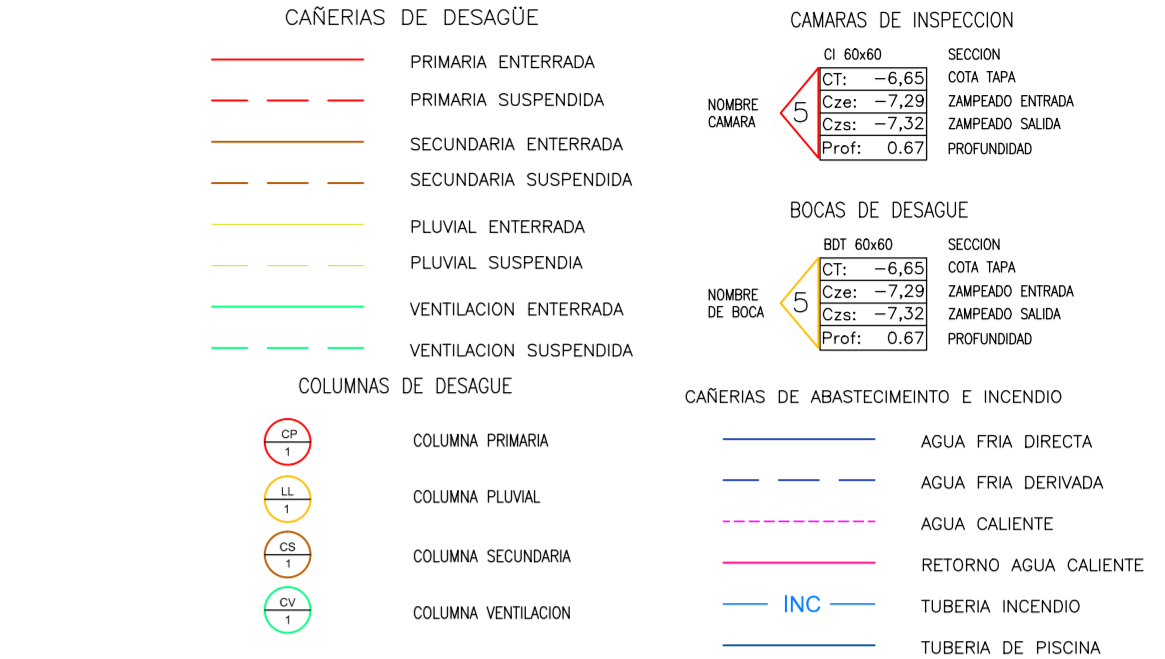 CAÑERIAS DE DESAGÜE
PRIMARIA ENTERRADA
PRIMARIA SUSPENDIDA
SECUNDARIA ENTERRADA
SECUNDARIA SUSPENDIDA
PLUVIAL ENTERRADA
PLUVIAL SUSPENDIA
VENTILACION ENTERRADA
VENTILACION SUSPENDIDA
COLUMNAS DE DESAGUE
CP
1
COLUMNA PRIMARIA
LL
1
COLUMNA PLUVIAL
CS
1
COLUMNA SECUNDARIA
CV
1
COLUMNA VENTILACION
CAMARAS DE INSPECCION
CI 60x60 SECCION
CT: -6,65 COTA TAPA
Cze: -7,29 ZAMPEADO ENTRADA
Czs: -7,32 ZAMPEADO SALIDA
Prof: 0.67 PROFUNDIDAD
5
NOMBRE
CAMARA
BOCAS DE DESAGUE
BDT 60x60 SECCION
CT: -6,65 COTA TAPA
Cze: -7,29 ZAMPEADO ENTRADA
Czs: -7,32 ZAMPEADO SALIDA
Prof: 0.67 PROFUNDIDAD
5
NOMBRE
DE BOCA
CAÑERIAS DE ABASTECIMEINTO E INCENDIO
AGUA FRIA DIRECTA
AGUA FRIA DERIVADA
AGUA CALIENTE
RETORNO AGUA CALIENTE
INC TUBERIA INCENDIO
TUBERIA DE PISCINA